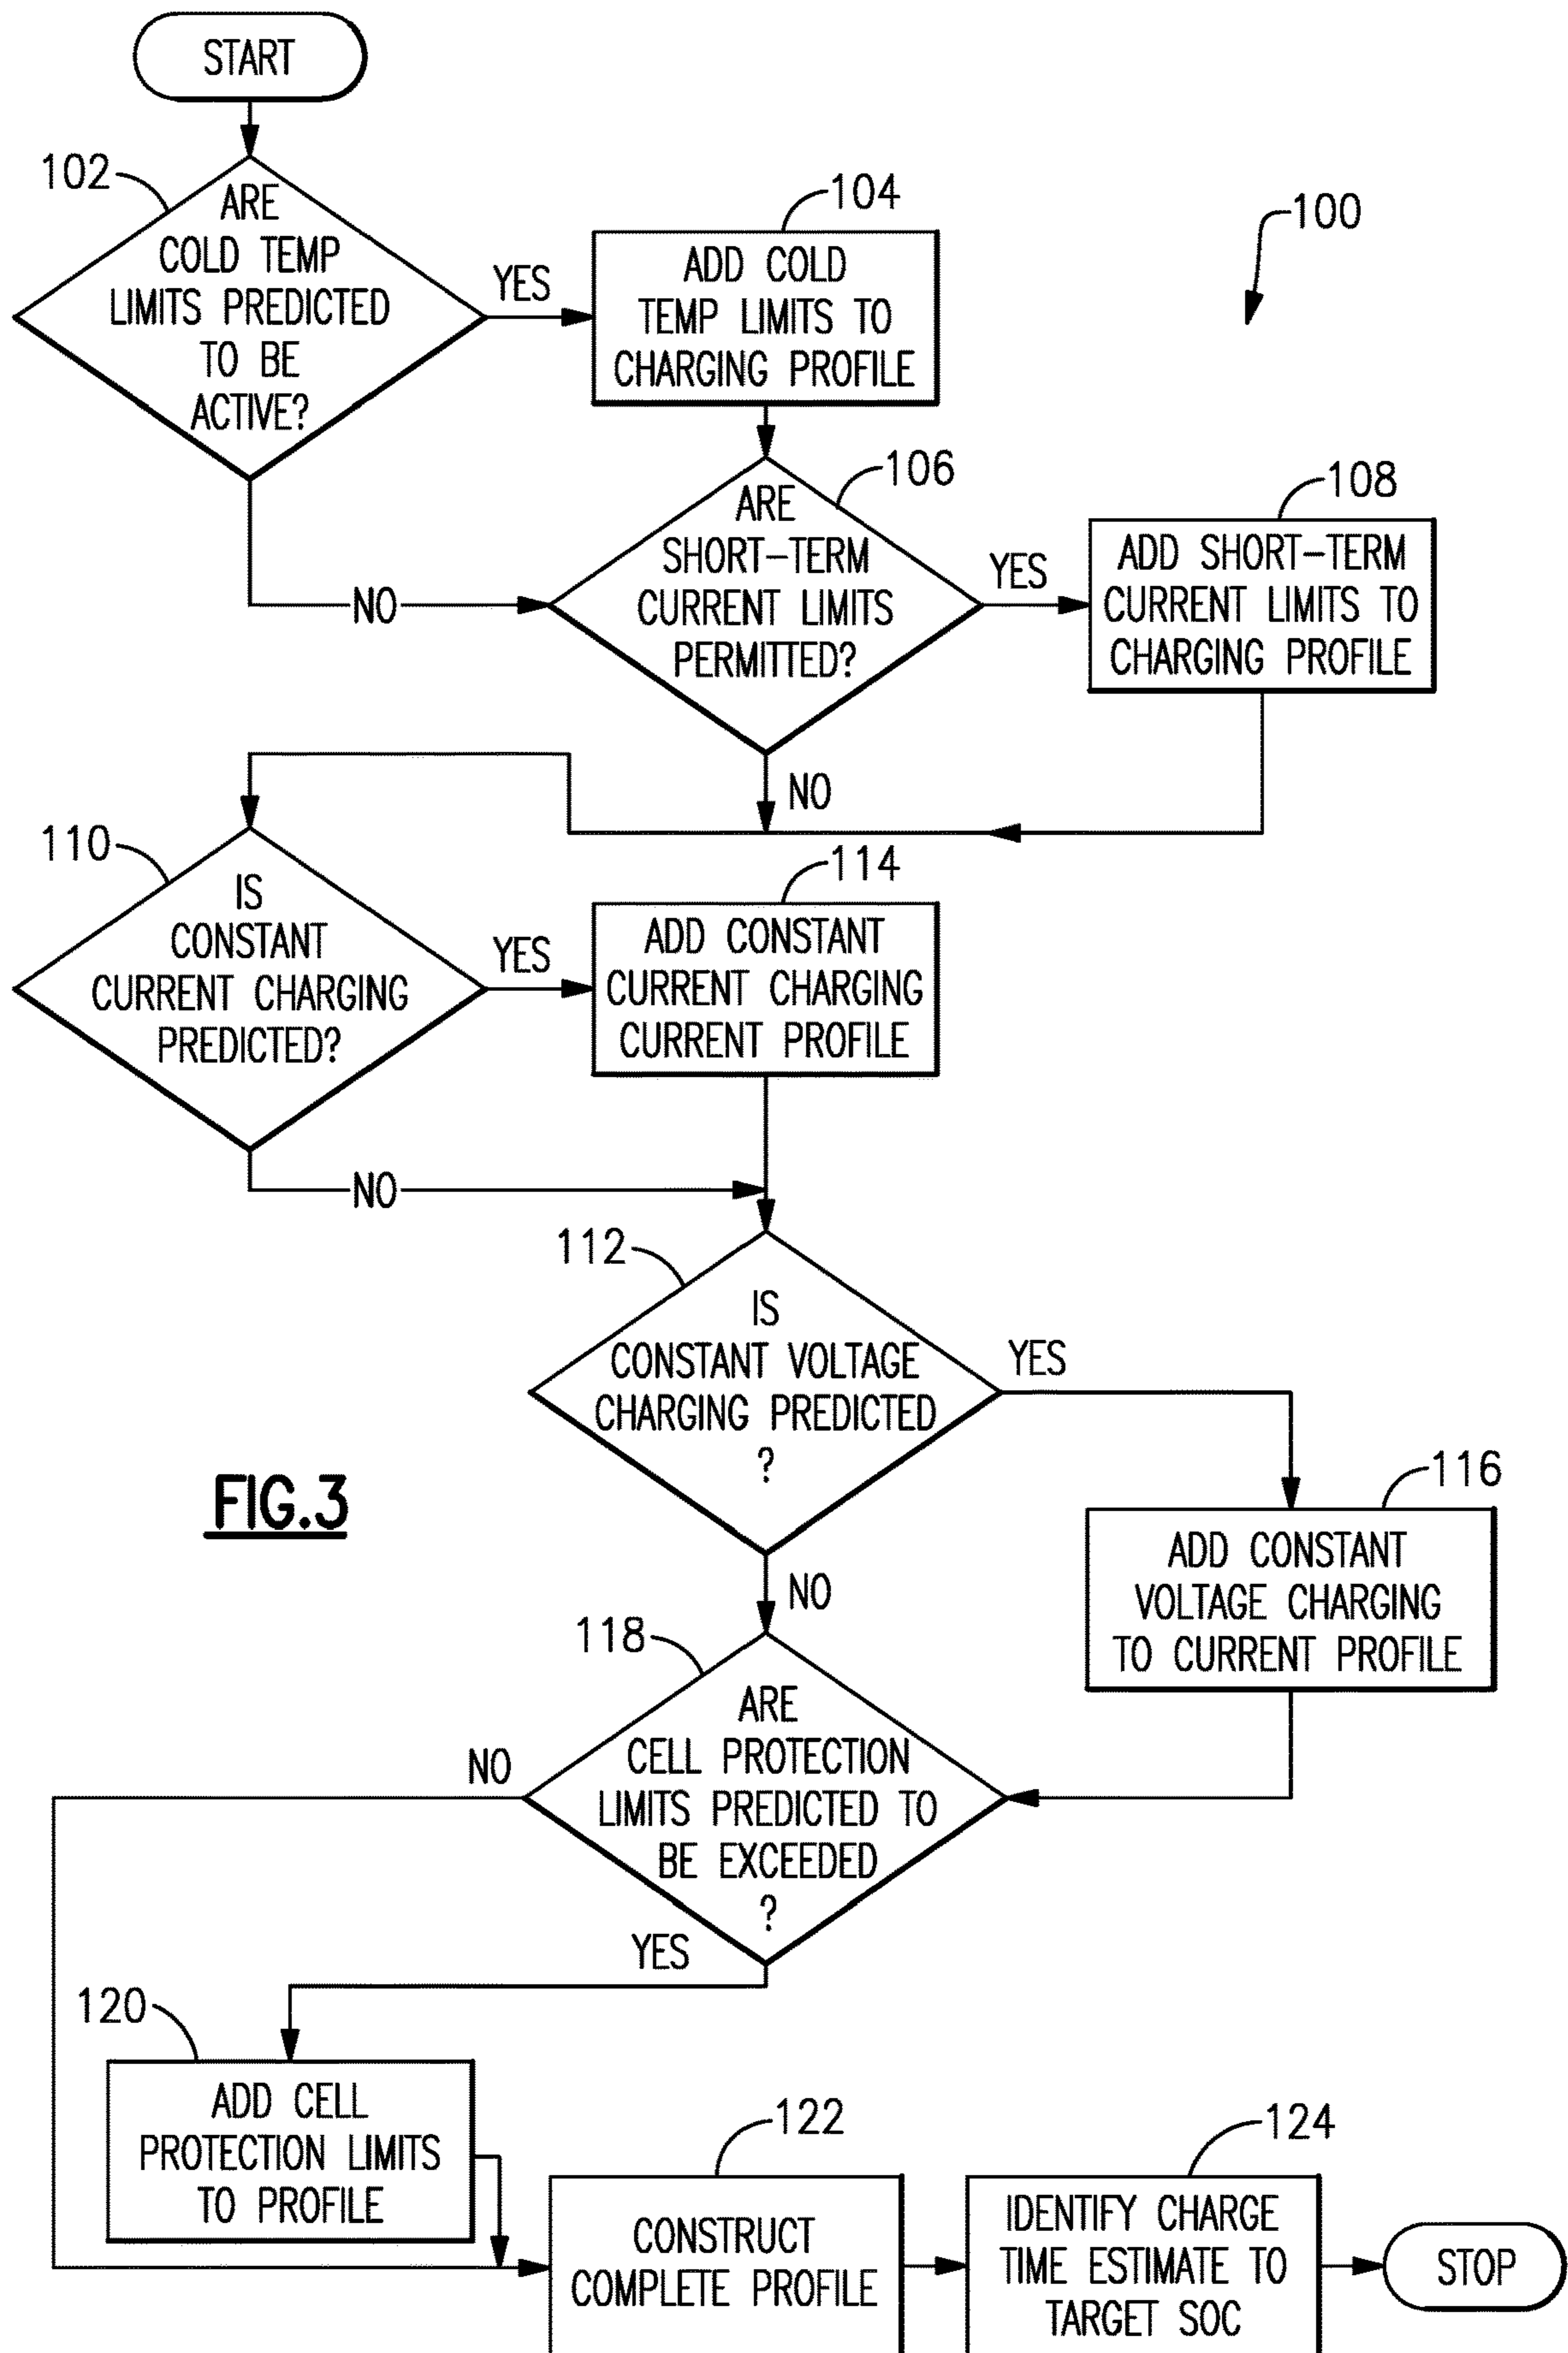 START
102
ARE
COLD TEMP
LIMITS PREDICTED
TO BE
ACTIVE?
YES
104
ADD COLD
TEMP LIMITS TO
CHARGING PROFILE
100
NO
106
ARE
SHORT-TERM
CURRENT LIMITS
PERMITTED?
YES
108
ADD SHORT-TERM
CURRENT LIMITS TO
CHARGING PROFILE
NO
110
IS
CONSTANT
CURRENT CHARGING
PREDICTED?
YES
114
ADD CONSTANT
CURRENT CHARGING
CURRENT PROFILE
NO
112
IS
CONSTANT VOLTAGE
CHARGING PREDICTED
?
YES
116
ADD CONSTANT
VOLTAGE CHARGING
TO CURRENT PROFILE
FIG.3
NO
118
ARE
CELL PROTECTION
LIMITS PREDICTED TO
BE EXCEEDED
?
NO
YES
120
ADD CELL
PROTECTION LIMITS
TO PROFILE
122
CONSTRUCT
COMPLETE PROFILE
124
IDENTIFY CHARGE
TIME ESTIMATE TO
TARGET SOC
STOP